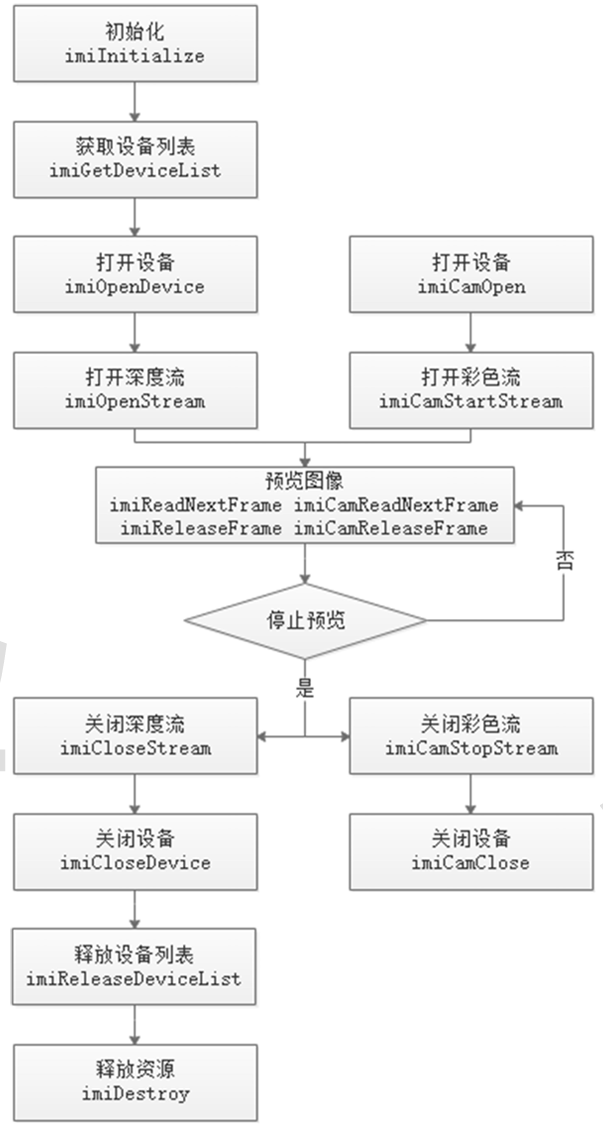 初始化
imiInitialize
获取设备列表
imiGetDeviceList
打开设备
imiOpenDevice
打开设备
imiCamOpen
打开深度流
imiOpenStream
打开彩色流
imiCamStartStream
预览图像
imiReadNextFrame imiCamReadNextFrame
imiReleaseFrame imiCamReleaseFrame
否
停止预览
是
关闭深度流
imiCloseStream
关闭彩色流
imiCamStopStream
关闭设备
imiCloseDevice
关闭设备
imiCamClose
释放设备列表
imiReleaseDeviceList
释放资源
imiDestroy